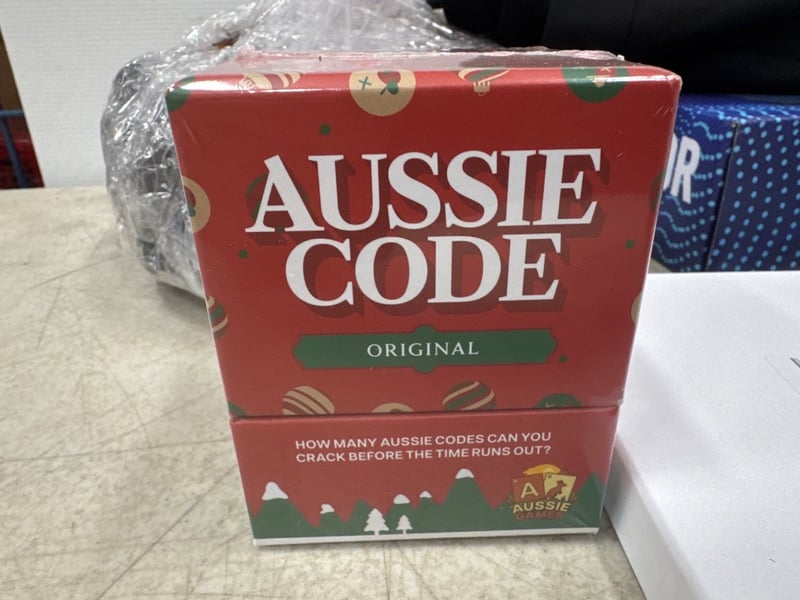 AUSSIE
CODE
ORIGINAL
HOW MANY AUSSIE CODES CAN YOU
CRACK BEFORE THE TIME RUNS OUT?
A
AUSSIE
GAMES